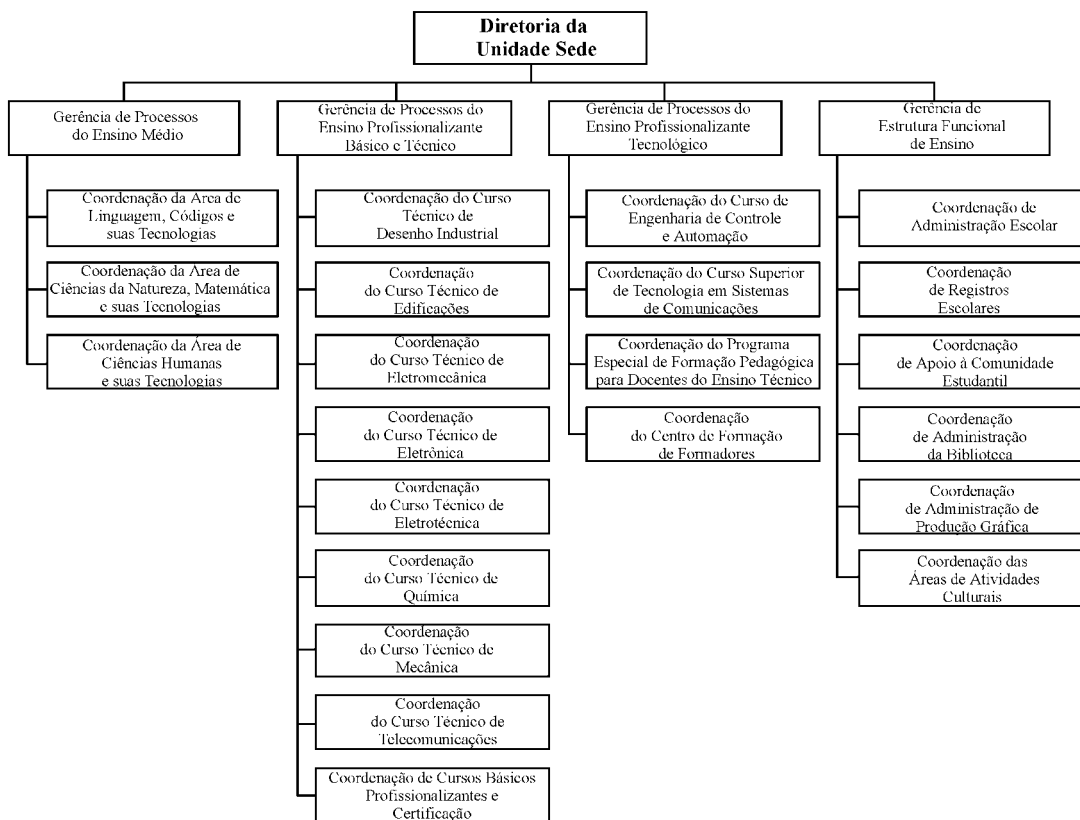 Diretoria da
Unidade Sede
Gerência de Processos
do Ensino Médio
Coordenação da Area de
Linguagem, Códigos e
suas Tecnologias
Coordenação da Area de
Ciências da Natureza, Matemática
e suas Tecnologias
Coordenação da Área de
Ciências Humanas
e suas Tecnologias
Gerência de Processos do
Ensino Profissionalizante
Básico e Técnico
Coordenação do Curso
Técnico de
Desenho Industrial
Coordenação
do Curso Técnico de
Edificações
Coordenação
do Curso Técnico de
Eletromecânica
Coordenação
do Curso Técnico de
Eletrônica
Coordenação
do Curso Técnico de
Eletrotécnica
Coordenação
do Curso Técnico de
Química
Coordenação
do Curso Técnico de
Mecânica
Coordenação
do Curso Técnico de
Telecomunicações
Coordenação de Cursos Básicos
Profissionalizantes e
Certificação
Gerência de Processos do
Ensino Profissionalizante
Tecnológico
Coordenação do Curso de
Engenharia de Controle
e Automação
Coordenação do Curso Superior
de Tecnologia em Sistemas
de Comunicações
Coordenação do Programa
Especial de Formação Pedagógica
para Docentes do Ensino Técnico
Coordenação
do Centro de Formação
de Formadores
Gerência de
Estrutura Funcional
de Ensino
Coordenação de
Administração Escolar
Coordenação
de Registros
Escolares
Coordenação
de Apoio à Comunidade
Estudantil
Coordenação
de Administração
da Biblioteca
Coordenação
de Administração de
Produção Gráfica
Coordenação das
Áreas de Atividades
Culturais